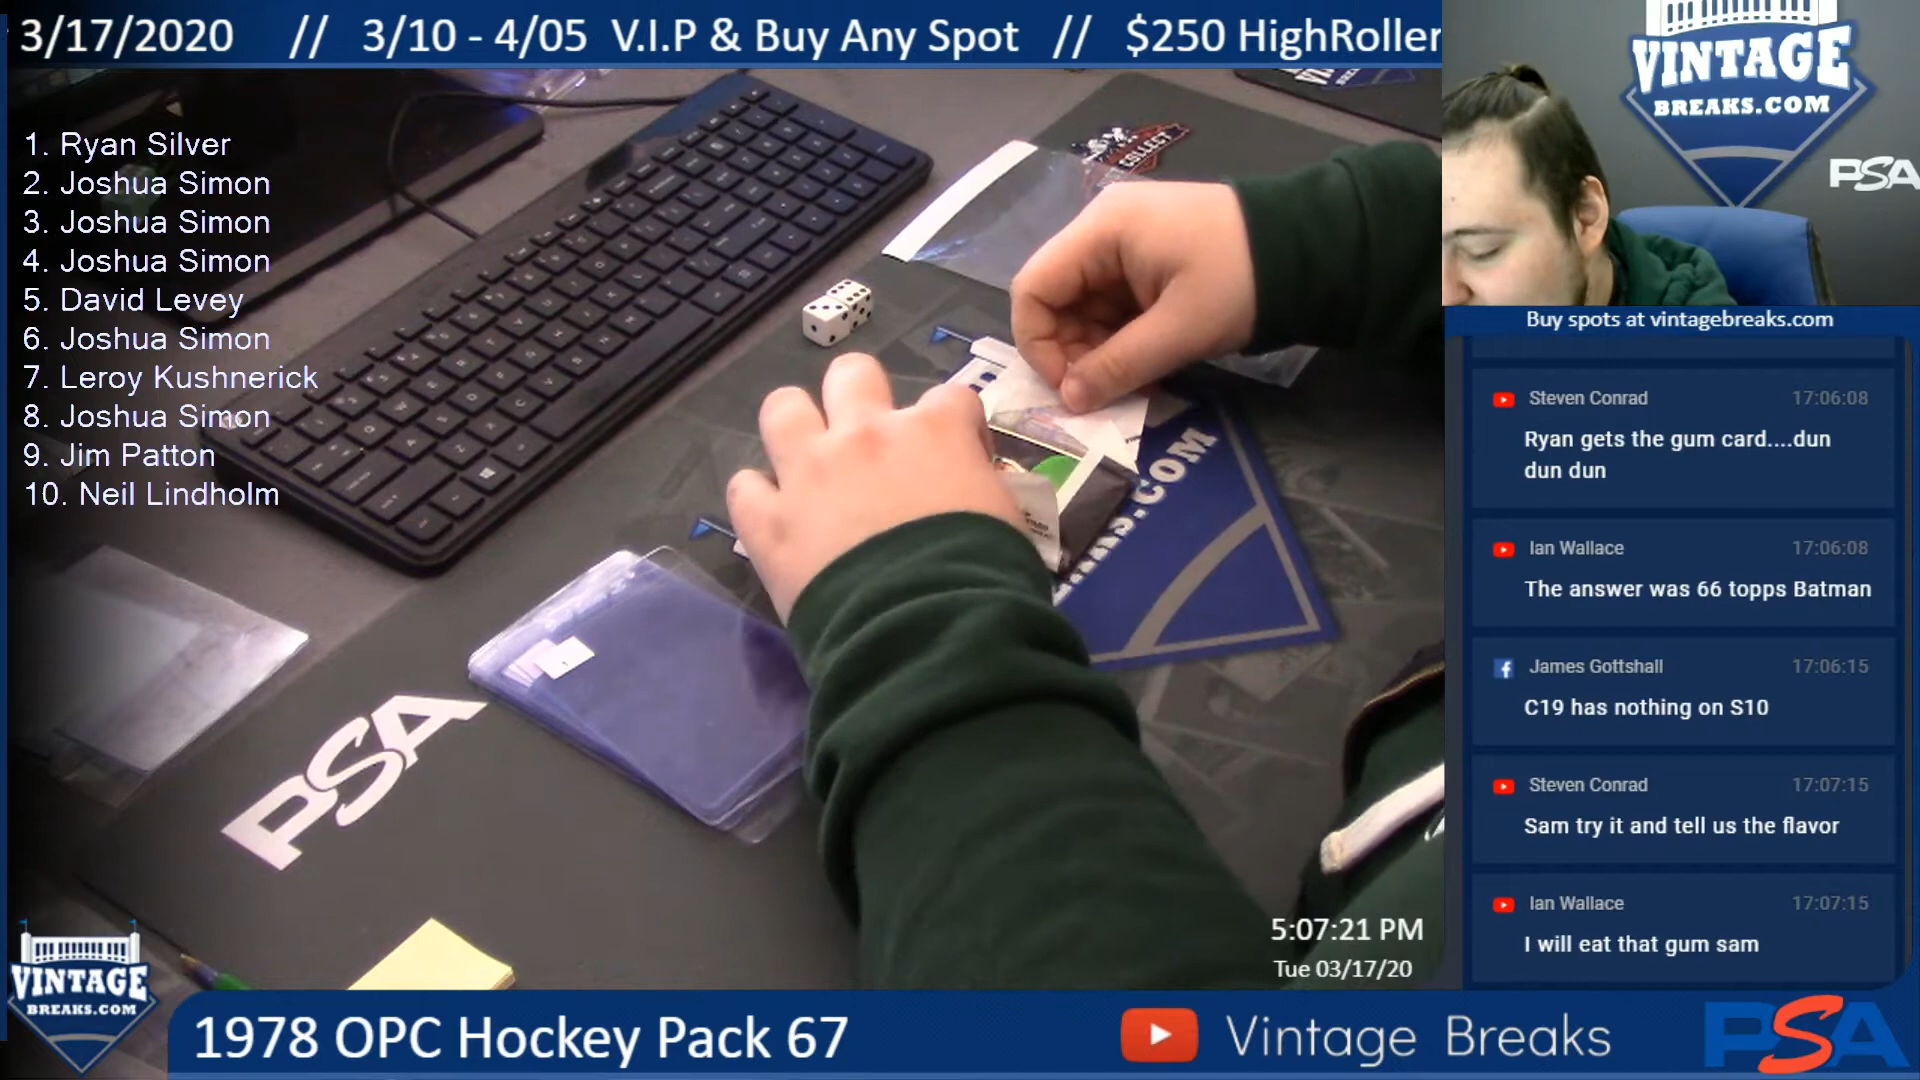 3/17/2020 // 3/10 - 4/05 V.I.P & Buy Any Spot // $250 HighRoller
1. Ryan Silver
2. Joshua Simon
3. Joshua Simon
4. Joshua Simon
5. David Levey
6. Joshua Simon
7. Leroy Kushnerick
8. Joshua Simon
9. Jim Patton
10. Neil Lindholm
COLLECT
.COM
PSA
VINTAGE
BREAKS.COM
PSA
Buy spots at vintagebreaks.com
Steven Conrad 17:06:08
Ryan gets the gum card....dun
dun dun
Ian Wallace 17:06:08
The answer was 66 topps Batman
James Gottshall 17:06:15
C19 has nothing on S10
Steven Conrad 17:07:15
Sam try it and tell us the flavor
Ian Wallace 17:07:15
I will eat that gum sam
5:07:21 PM
Tue 03/17/20
VINTAGE
BREAKS.COM
1978 OPC Hockey Pack 67
Vintage Breaks
PSA